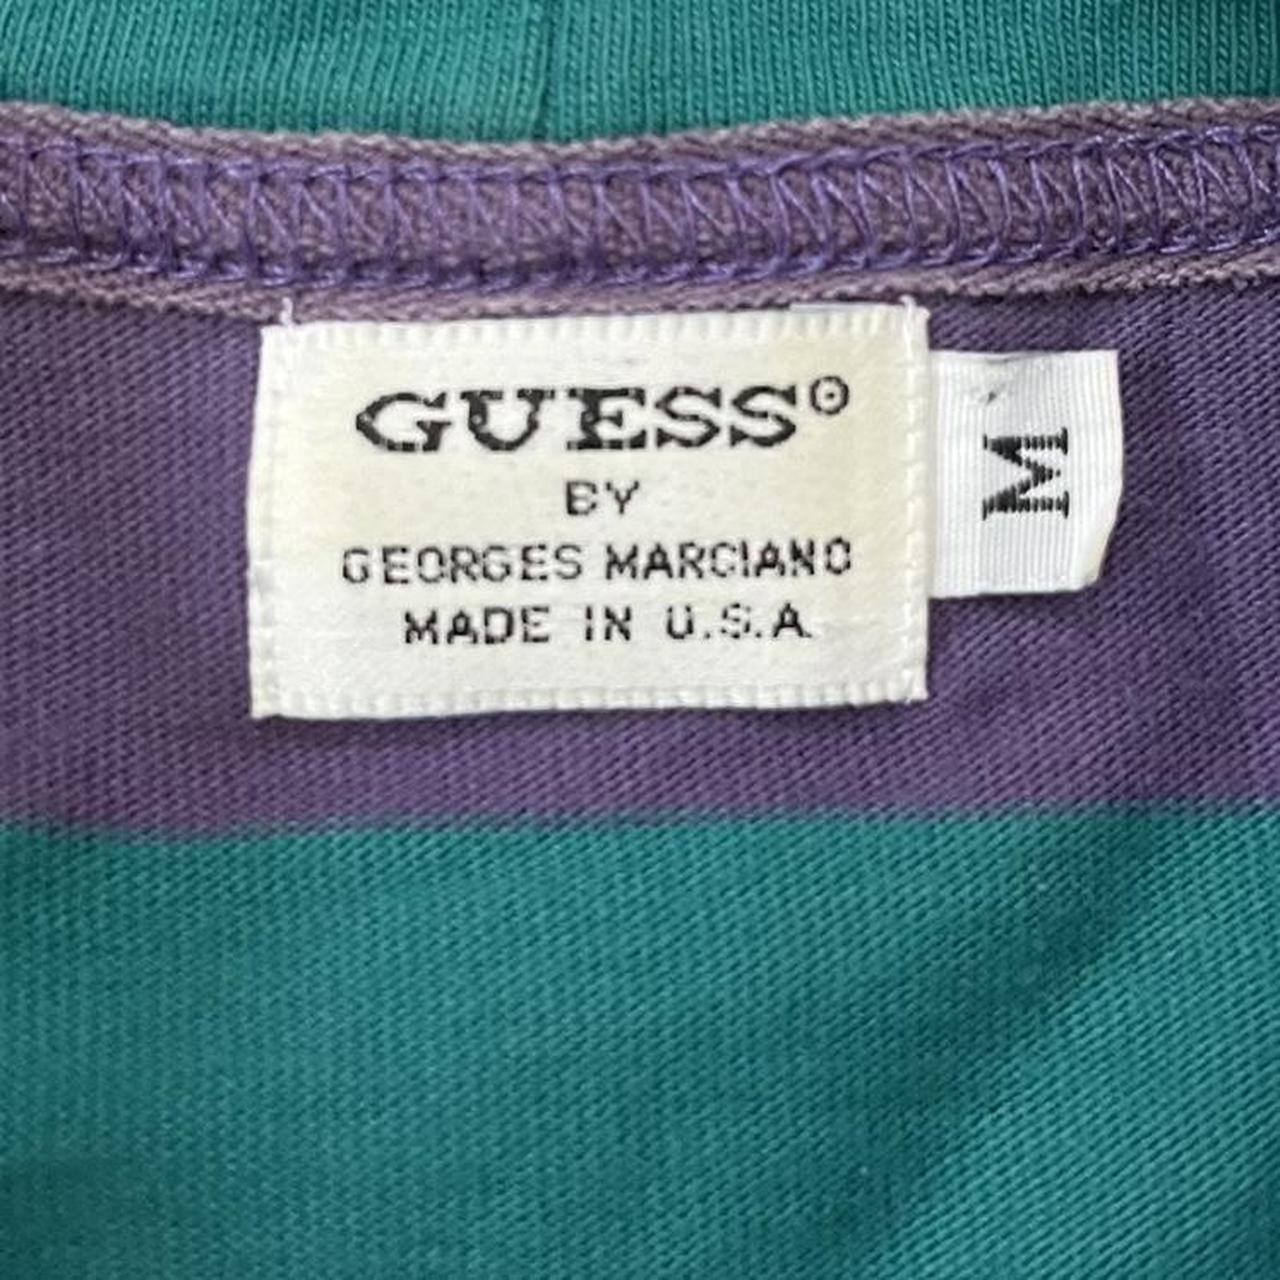 GUESS®
BY
GEORGES MARCIANO
MADE IN U.S.A.
M